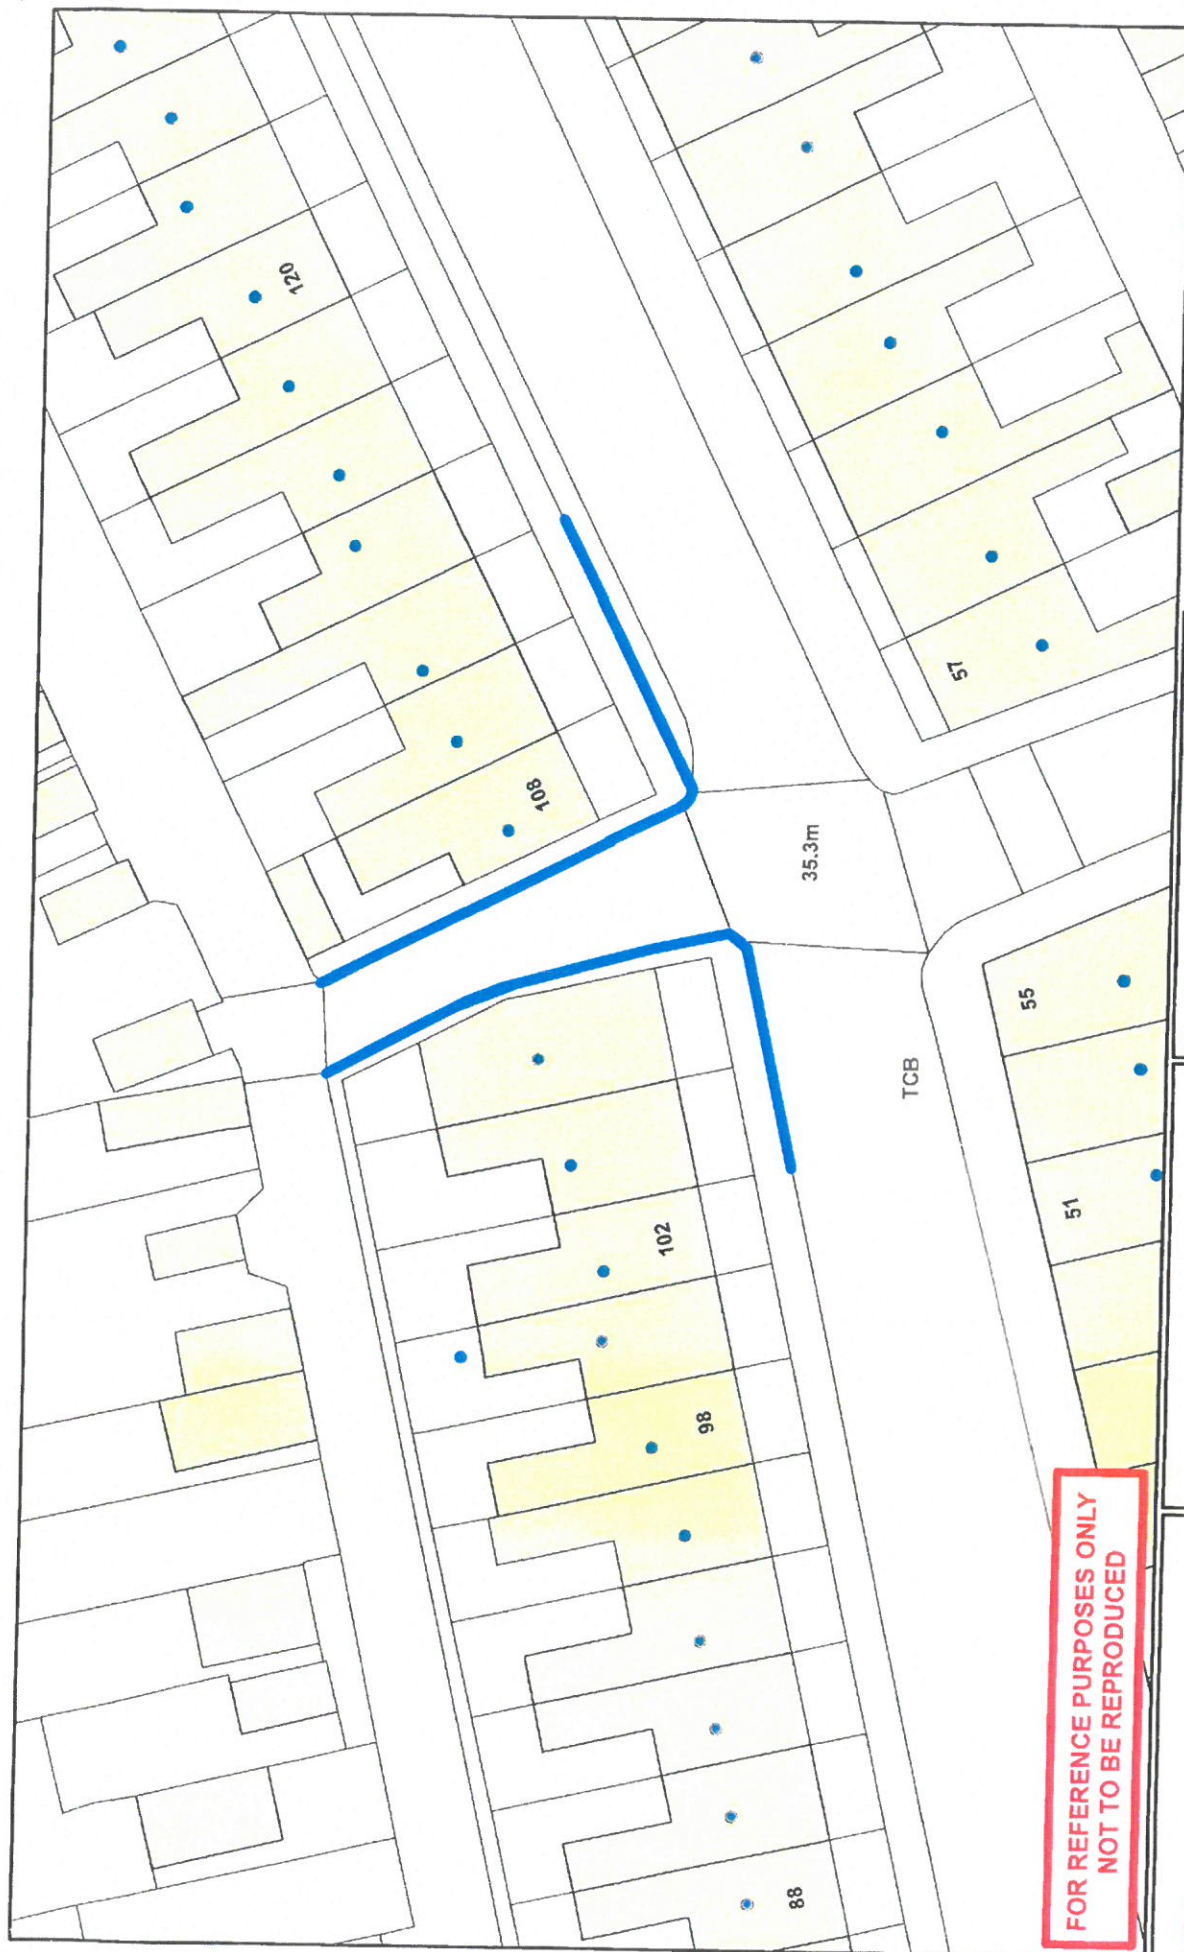 120
108
57
35.3m
55
TCB
51
102
98
88
FOR REFERENCE PURPOSES ONLY
NOT TO BE REPRODUCED